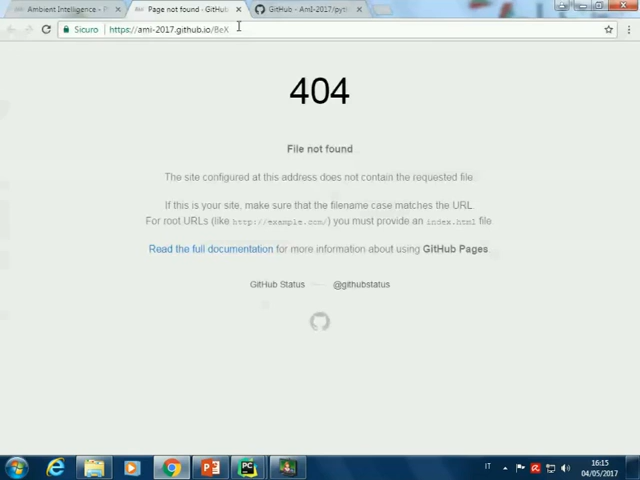 Ambient Intelligence - P
Page not found · GitHub
GitHub - AmI-2017/pyt
Sicuro
https://ami-2017.github.io/BeX
404
File not found
The site configured at this address does not contain the requested file.
If this is your site, make sure that the filename case matches the URL.
For root URLs (like http://example.com/) you must provide an index.html file.
Read the full documentation for more information about using GitHub Pages.
GitHub Status — @githubstatus
IT
16:15
04/05/2017